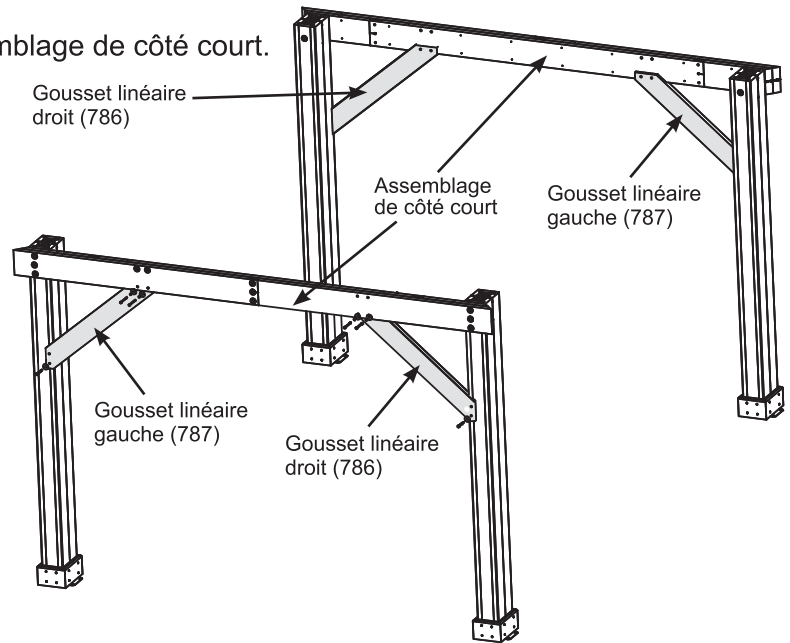 de côté court.
Gousset linéaire
droit (786)
Assemblage
de côté court
Gousset linéaire
gauche (787)
Gousset linéaire
gauche (787)
Gousset linéaire
droit (786)